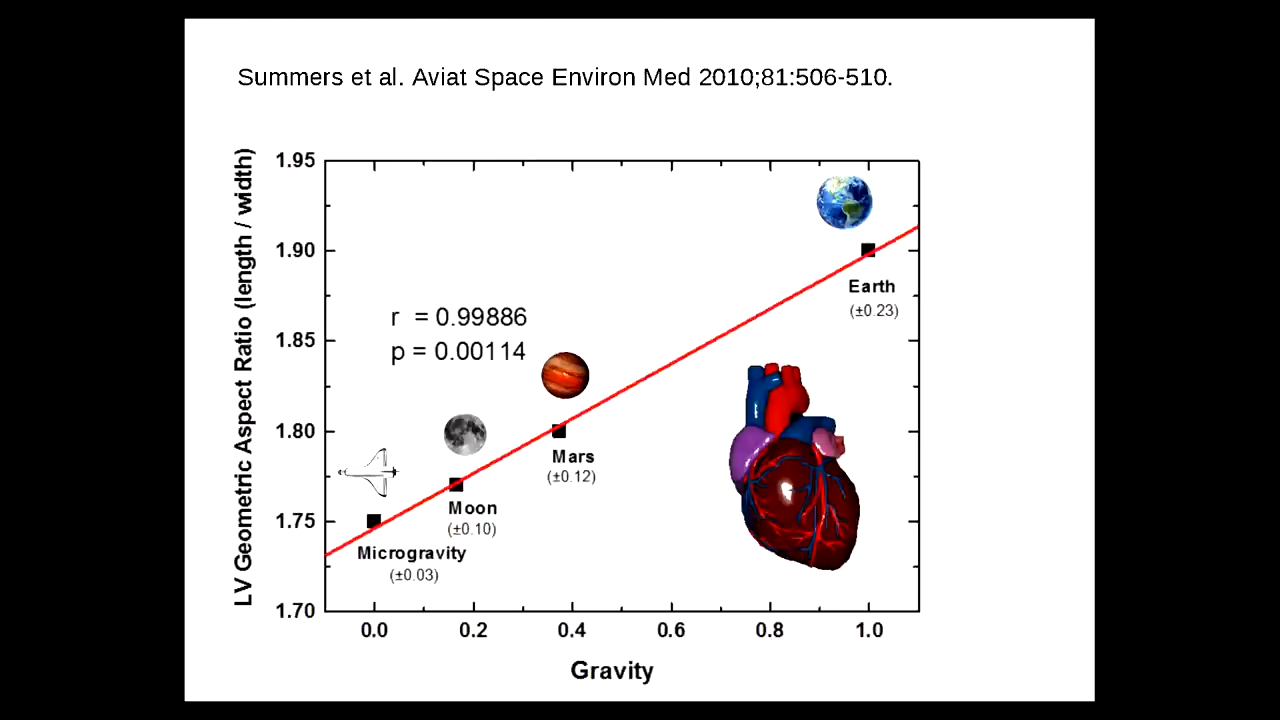 Summers et al. Aviat Space Environ Med 2010;81:506-510.
LV Geometric Aspect Ratio (length / width)
1.95
1.90
1.85
1.80
1.75
1.70
r = 0.99886
p = 0.00114
Earth
(±0.23)
Mars
(±0.12)
Moon
(±0.10)
Microgravity
(±0.03)
0.0 0.2 0.4 0.6 0.8 1.0
Gravity